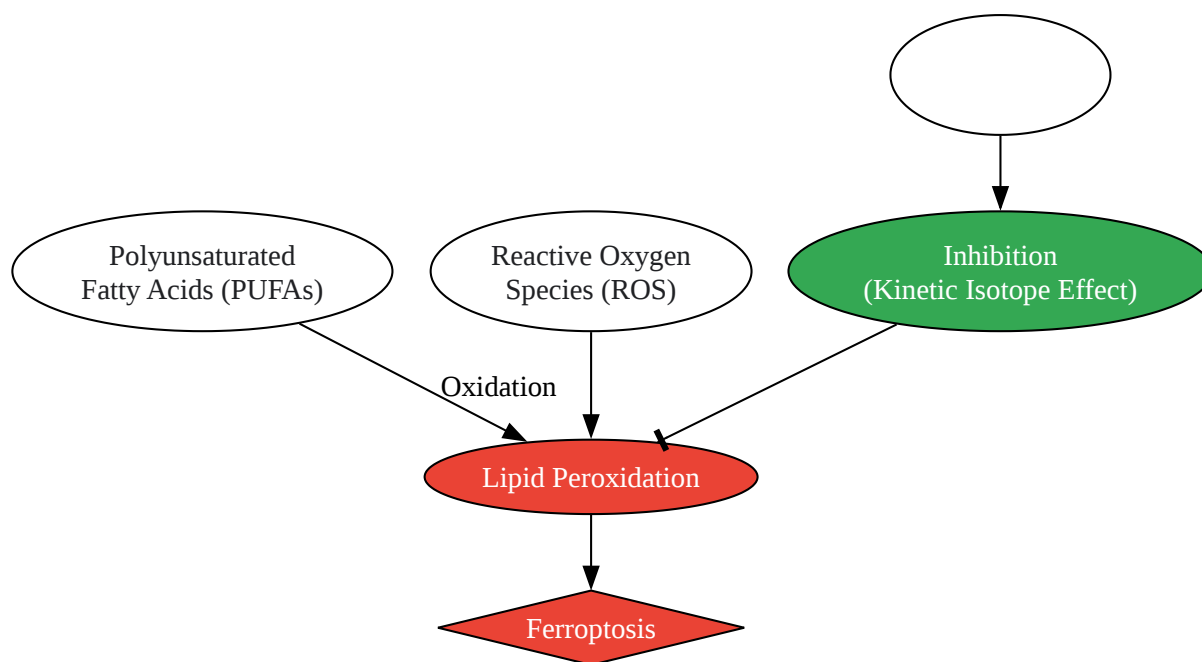 Polyunsaturated
Fatty Acids (PUFAs)
Reactive Oxygen
Species (ROS)
Inhibition
(Kinetic Isotope Effect)
Oxidation
Lipid Peroxidation
Ferroptosis